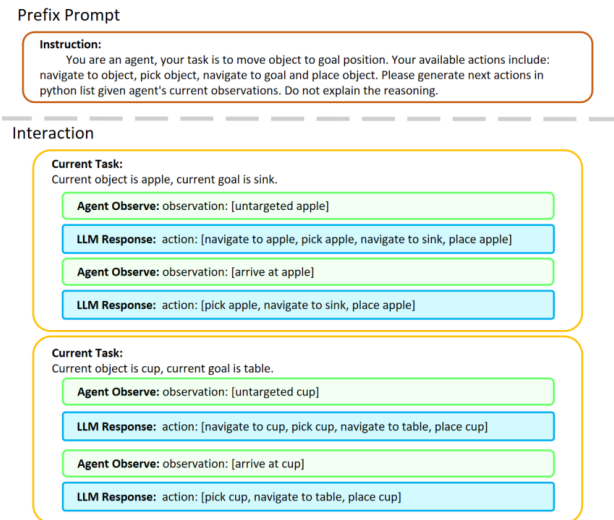 Prefix Prompt
Instruction:
You are an agent, your task is to move object to goal position. Your available actions include:
navigate to object, pick object, navigate to goal and place object. Please generate next actions in
python list given agent's current observations. Do not explain the reasoning.
Interaction
Current Task:
Current object is apple, current goal is sink.
Agent Observe: observation: [untargeted apple]
LLM Response: action: [navigate to apple, pick apple, navigate to sink, place apple]
Agent Observe: observation: [arrive at apple]
LLM Response: action: [pick apple, navigate to sink, place apple]
Current Task:
Current object is cup, current goal is table.
Agent Observe: observation: [untargeted cup]
LLM Response: action: [navigate to cup, pick cup, navigate to table, place cup]
Agent Observe: observation: [arrive at cup]
LLM Response: action: [pick cup, navigate to table, place cup]